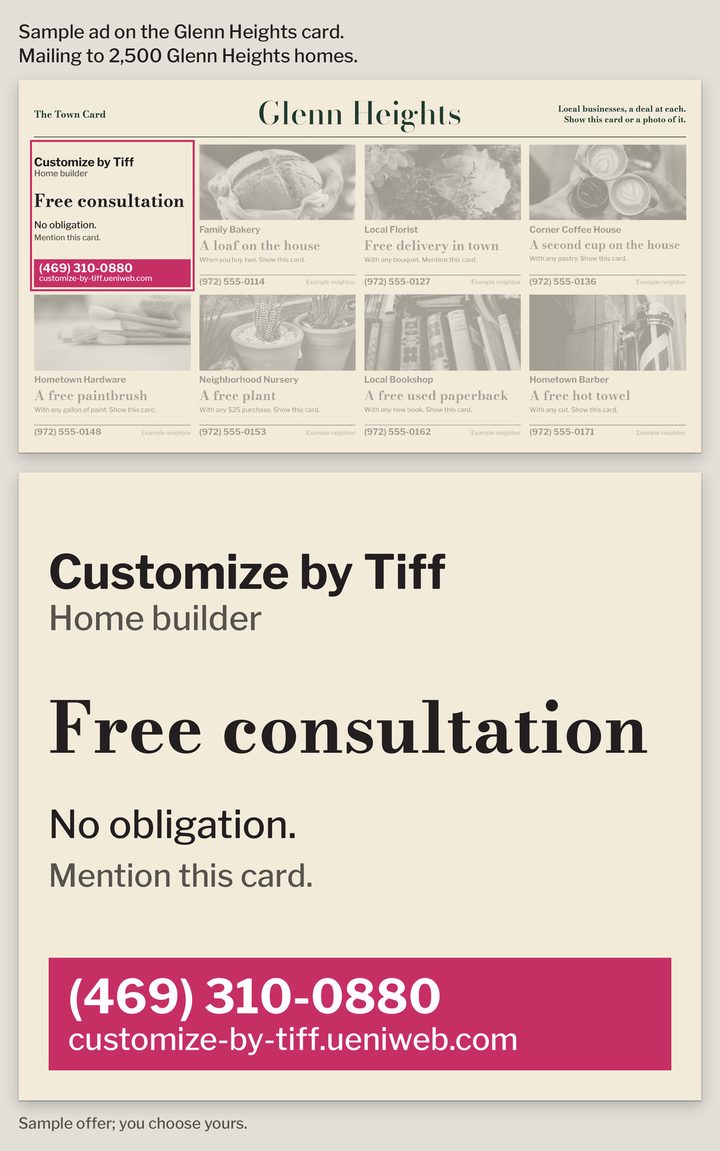 Sample ad on the Glenn Heights card.
Mailing to 2,500 Glenn Heights homes.
The Town Card
Glenn Heights
Local businesses, a deal at each.
Show this card or a photo of it.
Customize by Tiff
Home builder
Free consultation
No obligation.
Mention this card.
(469) 310-0880
customize-by-tiff.ueniweb.com
Family Bakery
A loaf on the house
When you buy two. Show this card.
(972) 555-0114
Example neighbor
Local Florist
Free delivery in town
With any bouquet. Mention this card.
(972) 555-0127
Example neighbor
Corner Coffee House
A second cup on the house
With any pastry. Show this card.
(972) 555-0136
Example neighbor
Hometown Hardware
A free paintbrush
With any gallon of paint. Show this card.
(972) 555-0148
Example neighbor
Neighborhood Nursery
A free plant
With any $25 purchase. Show this card.
(972) 555-0153
Example neighbor
Local Bookshop
A free used paperback
With any new book. Show this card.
(972) 555-0162
Example neighbor
Hometown Barber
A free hot towel
With any cut. Show this card.
(972) 555-0171
Example neighbor
Customize by Tiff
Home builder
Free consultation
No obligation.
Mention this card.
(469) 310-0880
customize-by-tiff.ueniweb.com
Sample offer; you choose yours.